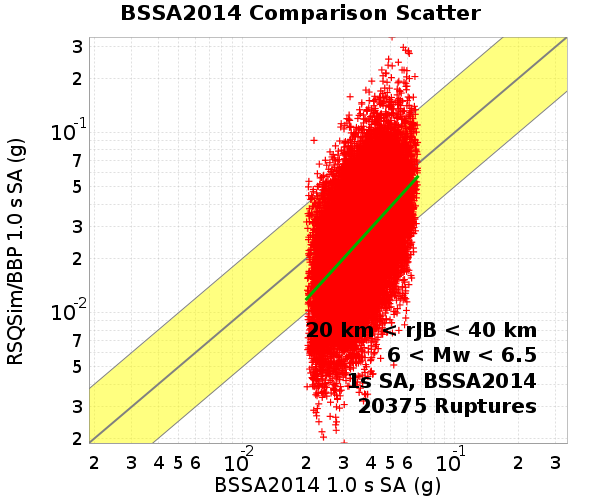 BSSA2014 Comparison Scatter
RSQSim/BBP 1.0 s SA (g)
3
2
10-1
7
5
3
2
10-2
7
5
3
2
20 km < rJB < 40 km
6 < Mw < 6.5
1s SA, BSSA2014
20375 Ruptures
2 3 4 5 6 10-2 2 3 4 5 6 10-1 2 3
BSSA2014 1.0 s SA (g)